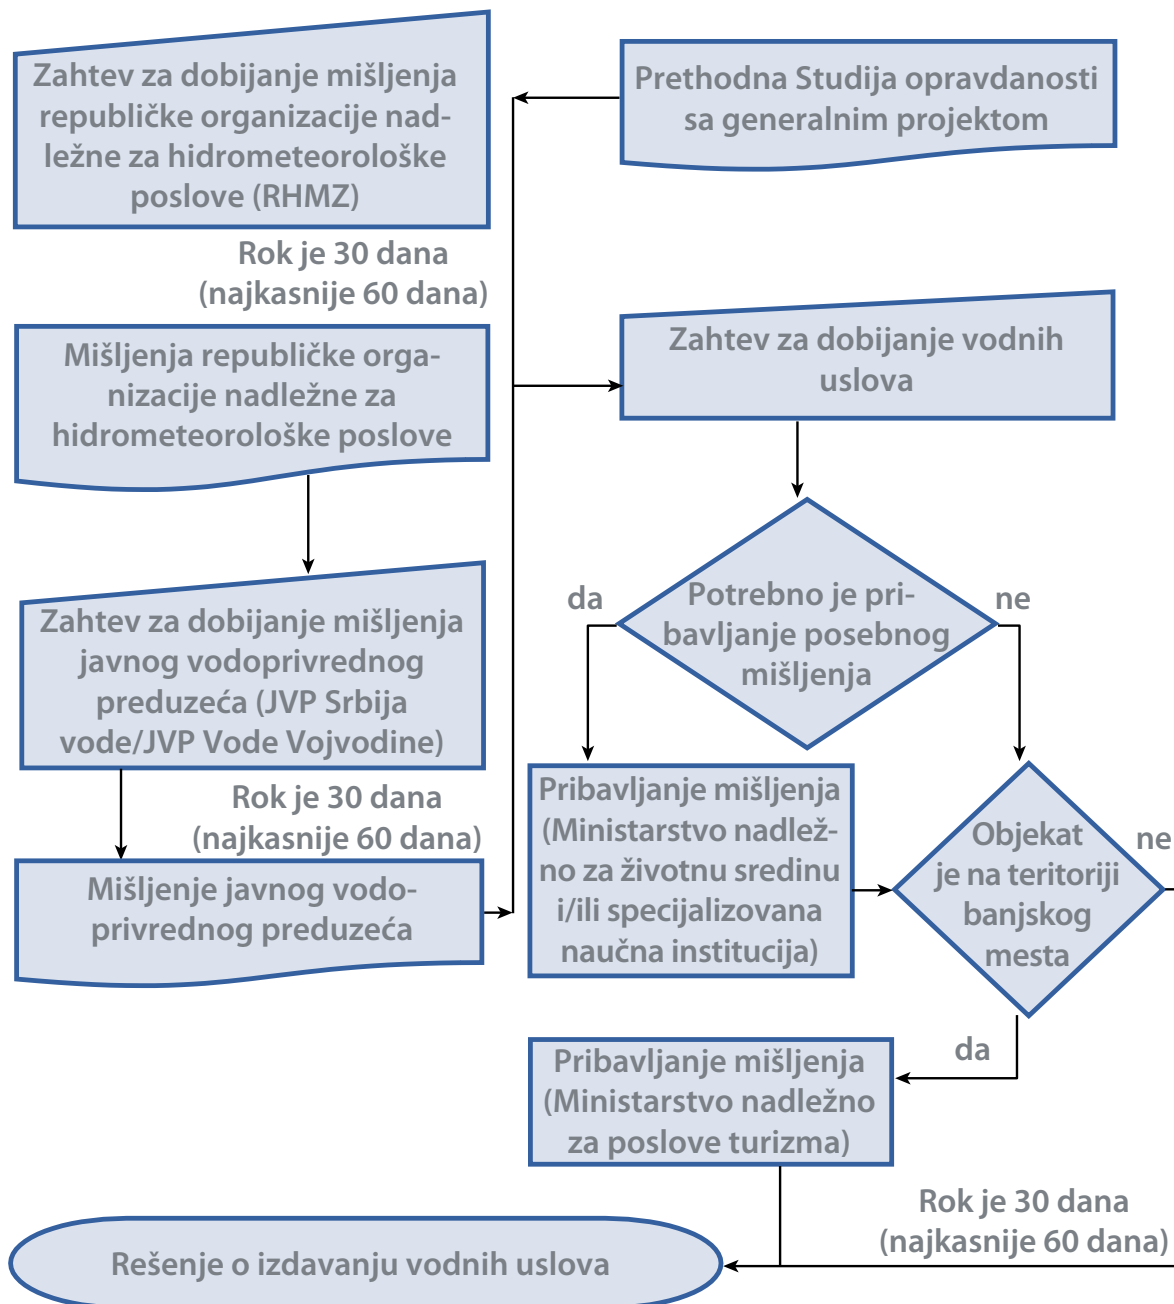 Zahtev za dobijanje mišljenja
republičke organizacije nad-
ležne za hidrometeorološke
poslove (RHMZ)
Prethodna Studija opravdanosti
sa generalnim projektom
Rok je 30 dana
(najkasnije 60 dana)
Mišljenja republičke orga-
nizacije nadležne za
hidrometeorološke poslove
Zahtev za dobijanje vodnih
uslova
Zahtev za dobijanje mišljenja
javnog vodoprivrednog
preduzeća (JVP Srbija
vode/JVP Vode Vojvodine)
da
Potrebno je pri-
bavljanje posebnog
mišljenja
ne
Rok je 30 dana
(najkasnije 60 dana)
Mišljenje javnog vodo-
privrednog preduzeća
Pribavljanje mišljenja
(Ministarstvo nadlež-
no za životnu sredinu
i/ili specijalizovana
naučna institucija)
Objekat
je na teritoriji
banjskog
mesta
ne
da
Pribavljanje mišljenja
(Ministarstvo nadležno
za poslove turizma)
Rok je 30 dana
(najkasnije 60 dana)
Rešenje o izdavanju vodnih uslova